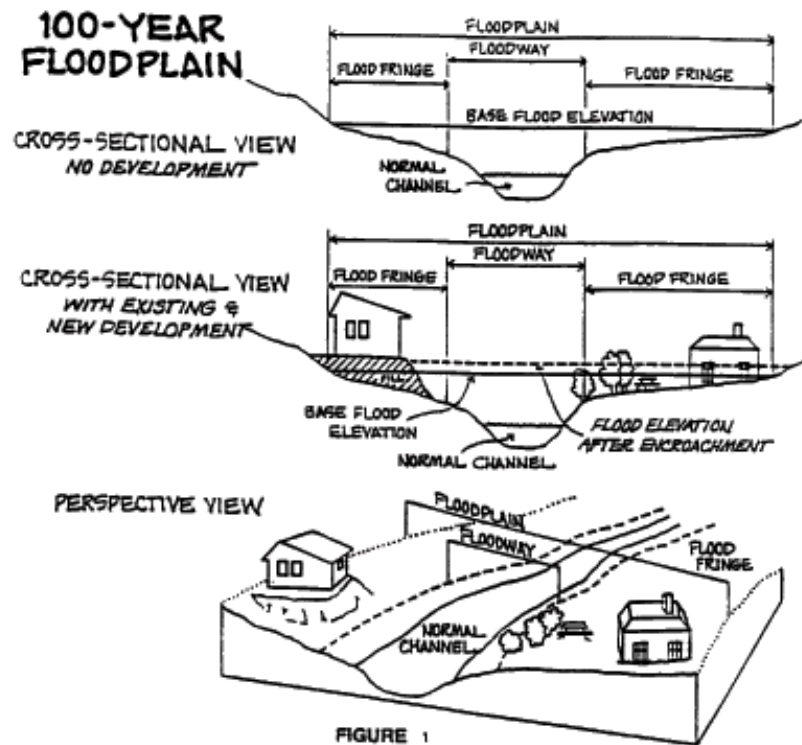 100-YEAR
FLOODPLAIN
FLOODPLAIN
FLOODWAY
FLOOD FRINGE
FLOOD FRINGE
BASE FLOOD ELEVATION
CROSS-SECTIONAL VIEW
NO DEVELOPMENT
NORMAL
CHANNEL
FLOODPLAIN
FLOODWAY
CROSS-SECTIONAL VIEW
WITH EXISTING &
NEW DEVELOPMENT
FLOOD FRINGE
FLOOD FRINGE
FILL
BASE FLOOD
ELEVATION
FLOOD ELEVATION
AFTER ENCROACHMENT
NORMAL CHANNEL
PERSPECTIVE VIEW
FLOODPLAIN
FLOODWAY
FLOOD
FRINGE
NORMAL
CHANNEL
FIGURE 1